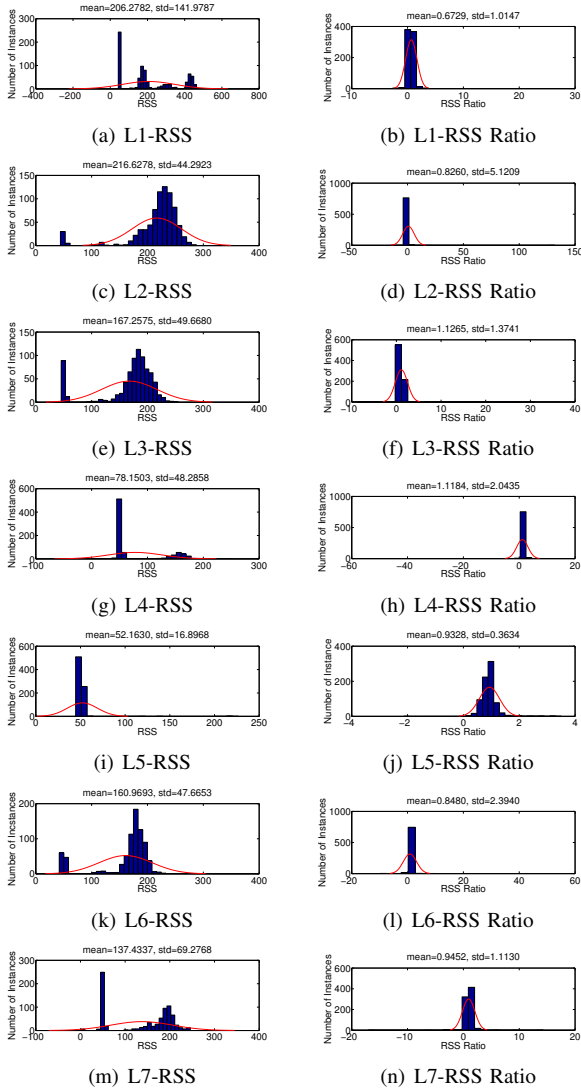 mean=206.2782, std=141.9787
Number of Instances
300
200
100
0
−400 −200 0 200 400 600 800
RSS
(a) L1-RSS
mean=0.6729, std=1.0147
Number of Instances
400
200
0
−10 0 10 20 30
RSS Ratio
(b) L1-RSS Ratio
mean=216.6278, std=44.2923
Number of Instances
150
100
50
0
0 100 200 300 400
RSS
(c) L2-RSS
mean=0.8260, std=5.1209
Number of Instances
1000
500
0
−50 0 50 100 150
RSS Ratio
(d) L2-RSS Ratio
mean=167.2575, std=49.6680
Number of Instances
150
100
50
0
0 100 200 300 400
RSS
(e) L3-RSS
mean=1.1265, std=1.3741
Number of Instances
600
400
200
0
−10 0 10 20 30 40
RSS Ratio
(f) L3-RSS Ratio
mean=78.1503, std=48.2858
Number of Instances
600
400
200
0
−100 0 100 200 300
RSS
(g) L4-RSS
mean=1.1184, std=2.0435
Number of Instances
1000
500
0
−60 −40 −20 0 20
RSS Ratio
(h) L4-RSS Ratio
mean=52.1630, std=16.8968
Number of Instances
600
400
200
0
0 50 100 150 200 250
RSS
(i) L5-RSS
mean=0.9328, std=0.3634
Number of Instances
400
200
0
−4 −2 0 2 4
RSS Ratio
(j) L5-RSS Ratio
mean=160.9693, std=47.6653
Number of Incstances
200
100
0
0 100 200 300 400
RSS
(k) L6-RSS
mean=0.8480, std=2.3940
Number of Instances
1000
500
0
−20 0 20 40 60
RSS Ratio
(l) L6-RSS Ratio
mean=137.4337, std=69.2768
Number of Instances
300
200
100
0
−100 0 100 200 300 400
RSS
(m) L7-RSS
mean=0.9452, std=1.1130
Number of Instances
600
400
200
0
−20 −10 0 10 20
RSS Ratio
(n) L7-RSS Ratio